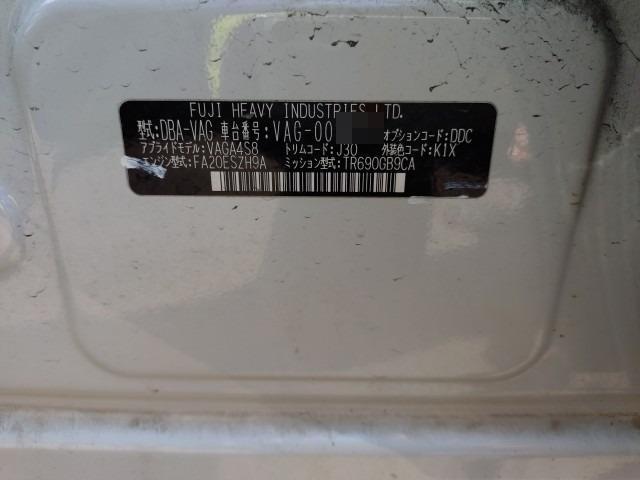 FUJI HEAVY INDUSTRIES LTD.
型式:DBA-VAG 車台番号:VAG-00 オプションコード:DDC
アプライドモデル:VAGA4S8 トリムコード:J30 外装色コード:K1X
エンジン型式:FA20ESZH9A ミッション型式:TR690GB9CA